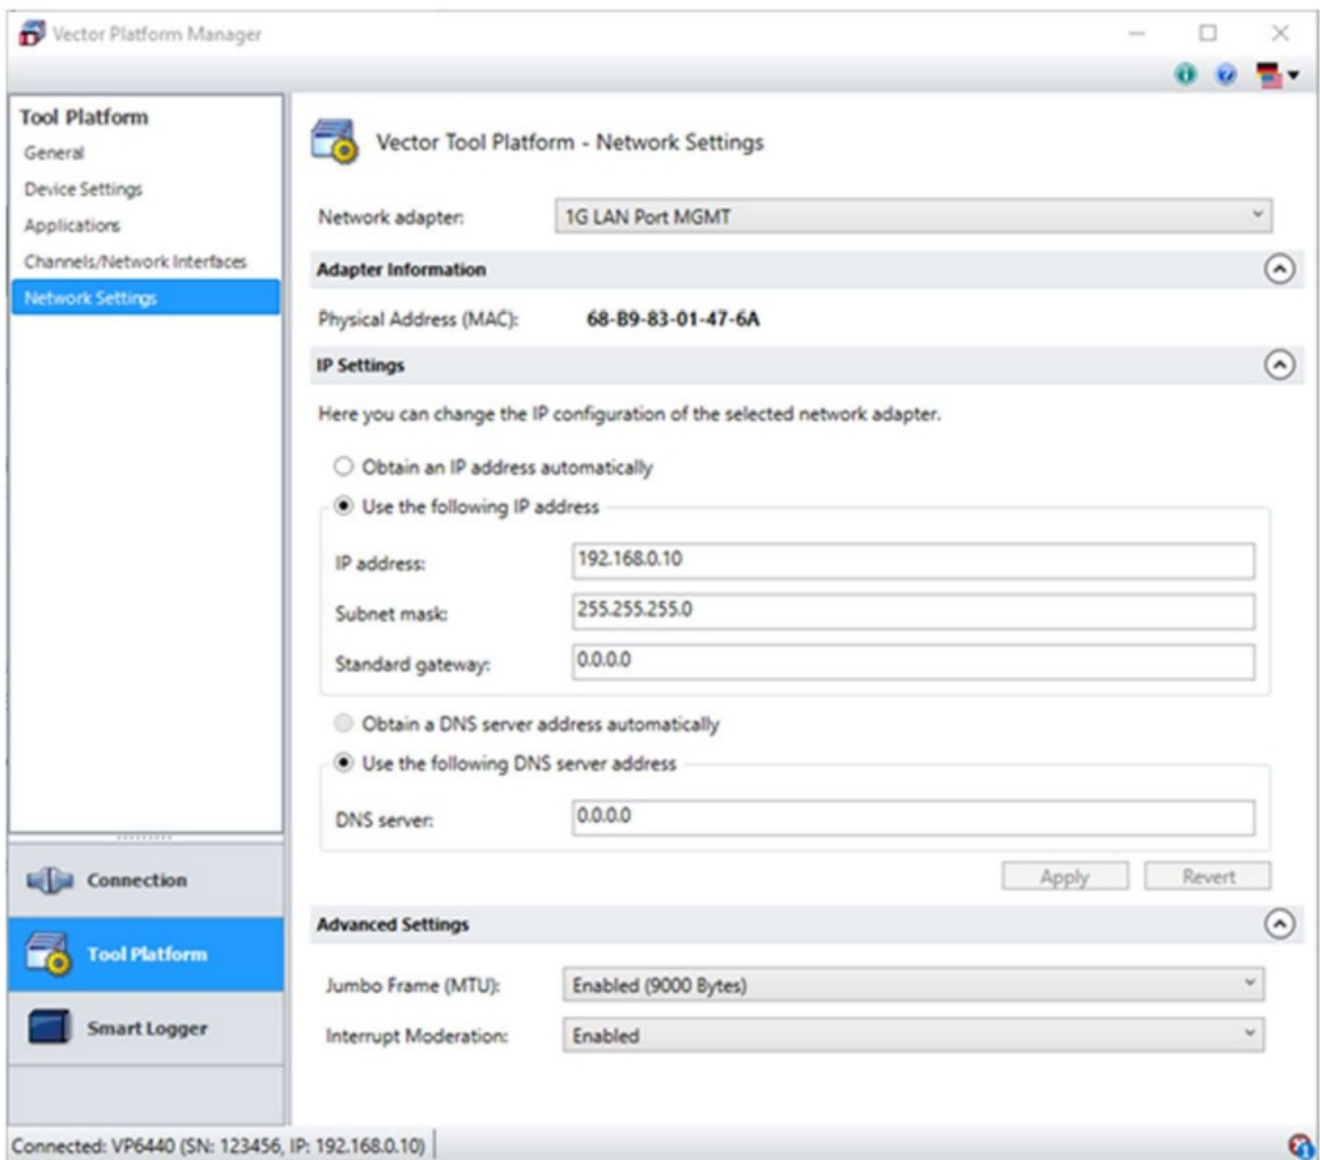 Vector Platform Manager
Tool Platform
General
Device Settings
Applications
Channels/Network Interfaces
Network Settings
Vector Tool Platform - Network Settings
Network adapter: 1G LAN Port MGMT
Adapter Information
Physical Address (MAC): 68-B9-83-01-47-6A
IP Settings
Here you can change the IP configuration of the selected network adapter.
Obtain an IP address automatically
Use the following IP address
IP address: 192.168.0.10
Subnet mask: 255.255.255.0
Standard gateway: 0.0.0.0
Obtain a DNS server address automatically
Use the following DNS server address
DNS server: 0.0.0.0
Apply Revert
Advanced Settings
Jumbo Frame (MTU): Enabled (9000 Bytes)
Interrupt Moderation: Enabled
Connection
Tool Platform
Smart Logger
Connected: VP6440 (SN: 123456, IP: 192.168.0.10)
1